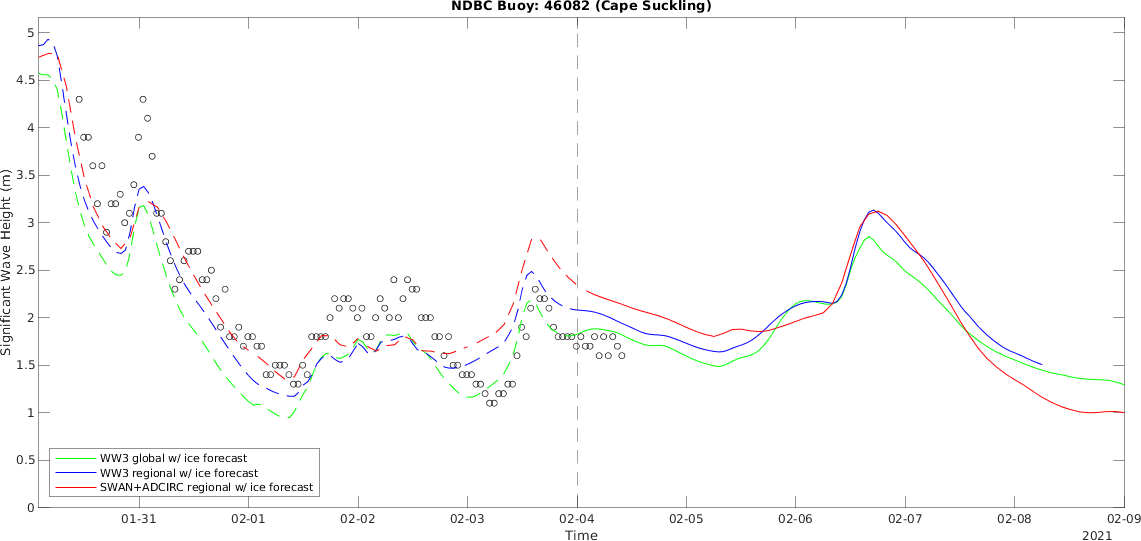 NDBC Buoy: 46082 (Cape Suckling)
5
4.5
4
3.5
3
2.5
2
1.5
1
0.5
0
Significant Wave Height (m)
WW3 global w/ ice forecast
WW3 regional w/ ice forecast
SWAN+ADCIRC regional w/ ice forecast
01-31 02-01 02-02 02-03 02-04 02-05 02-06 02-07 02-08 02-09
Time
2021